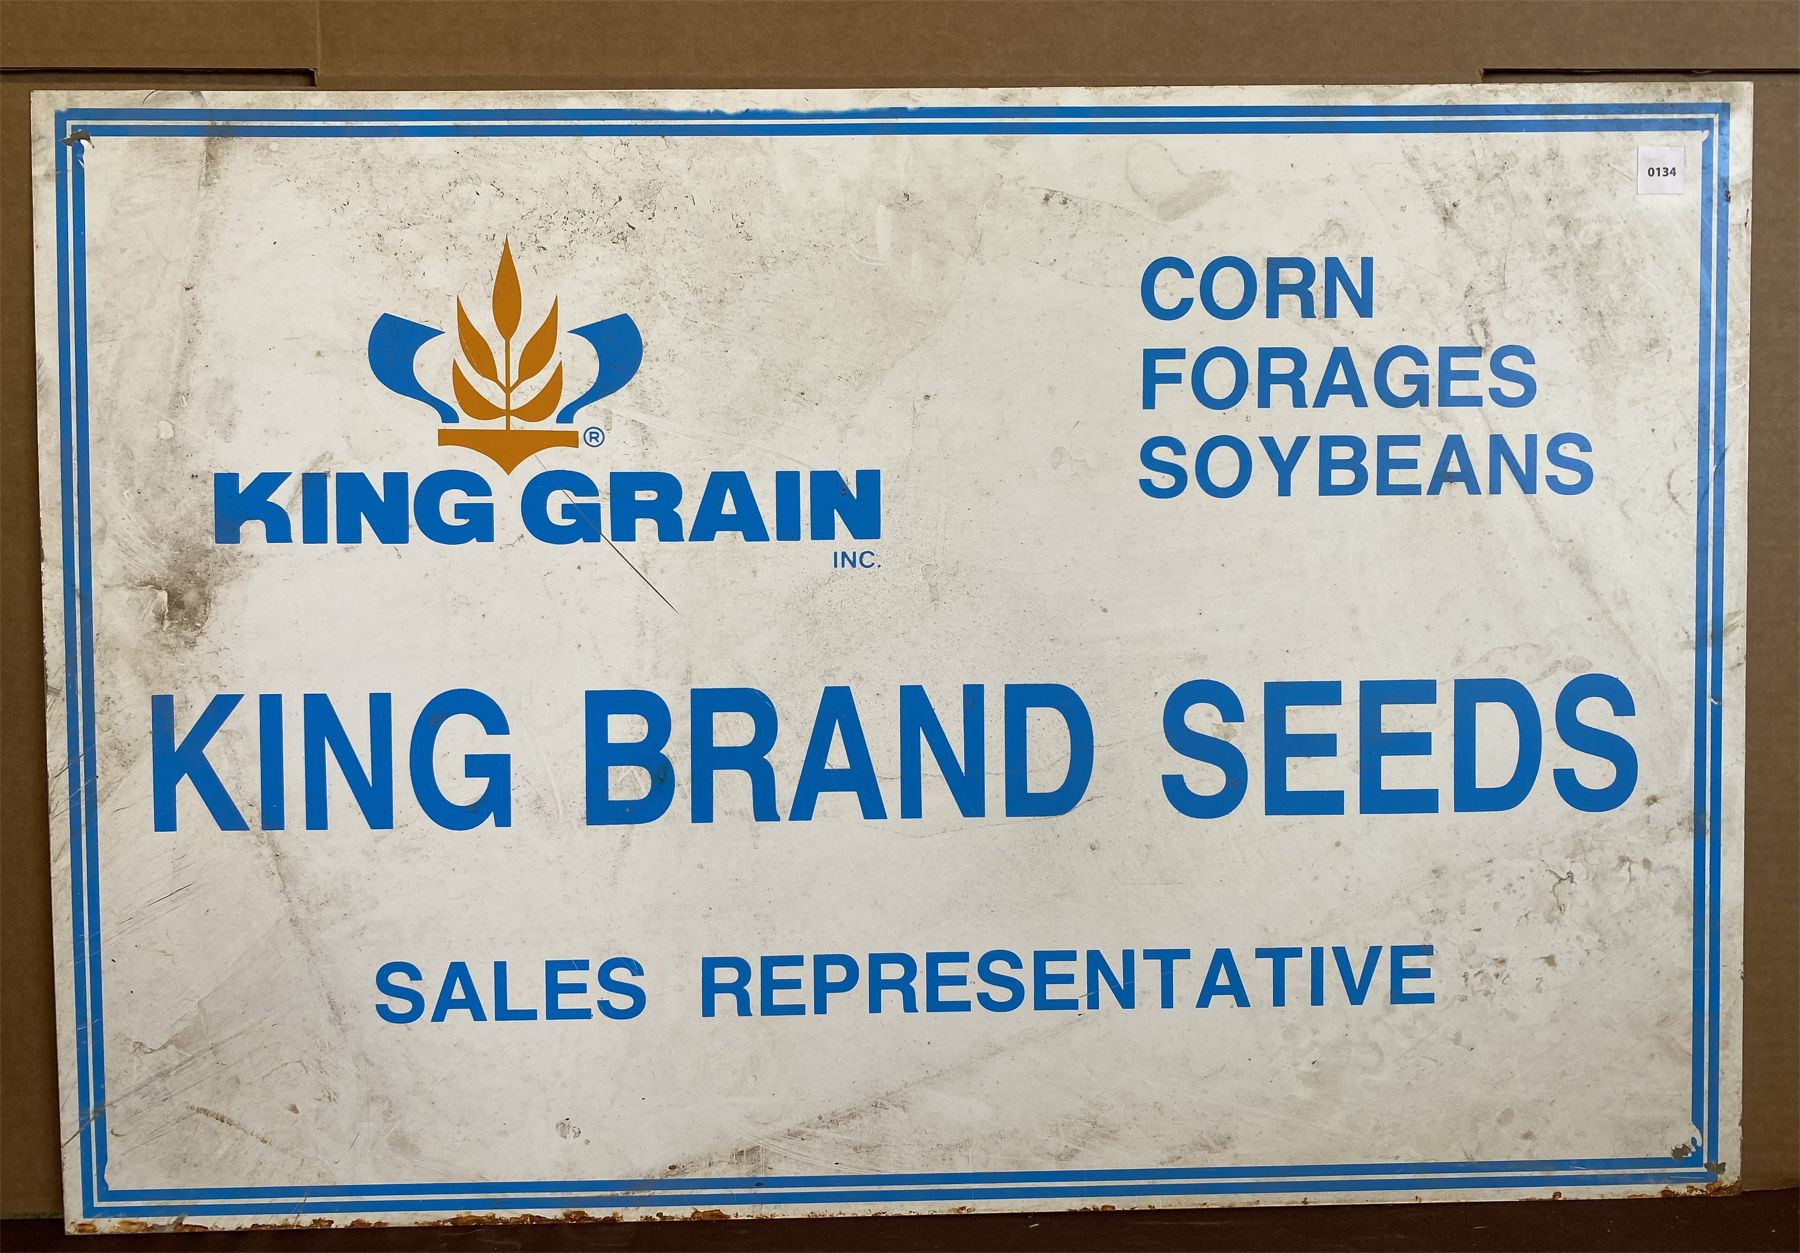 0134
®
KING GRAIN
INC.
CORN
FORAGES
SOYBEANS
KING BRAND SEEDS
SALES REPRESENTATIVE